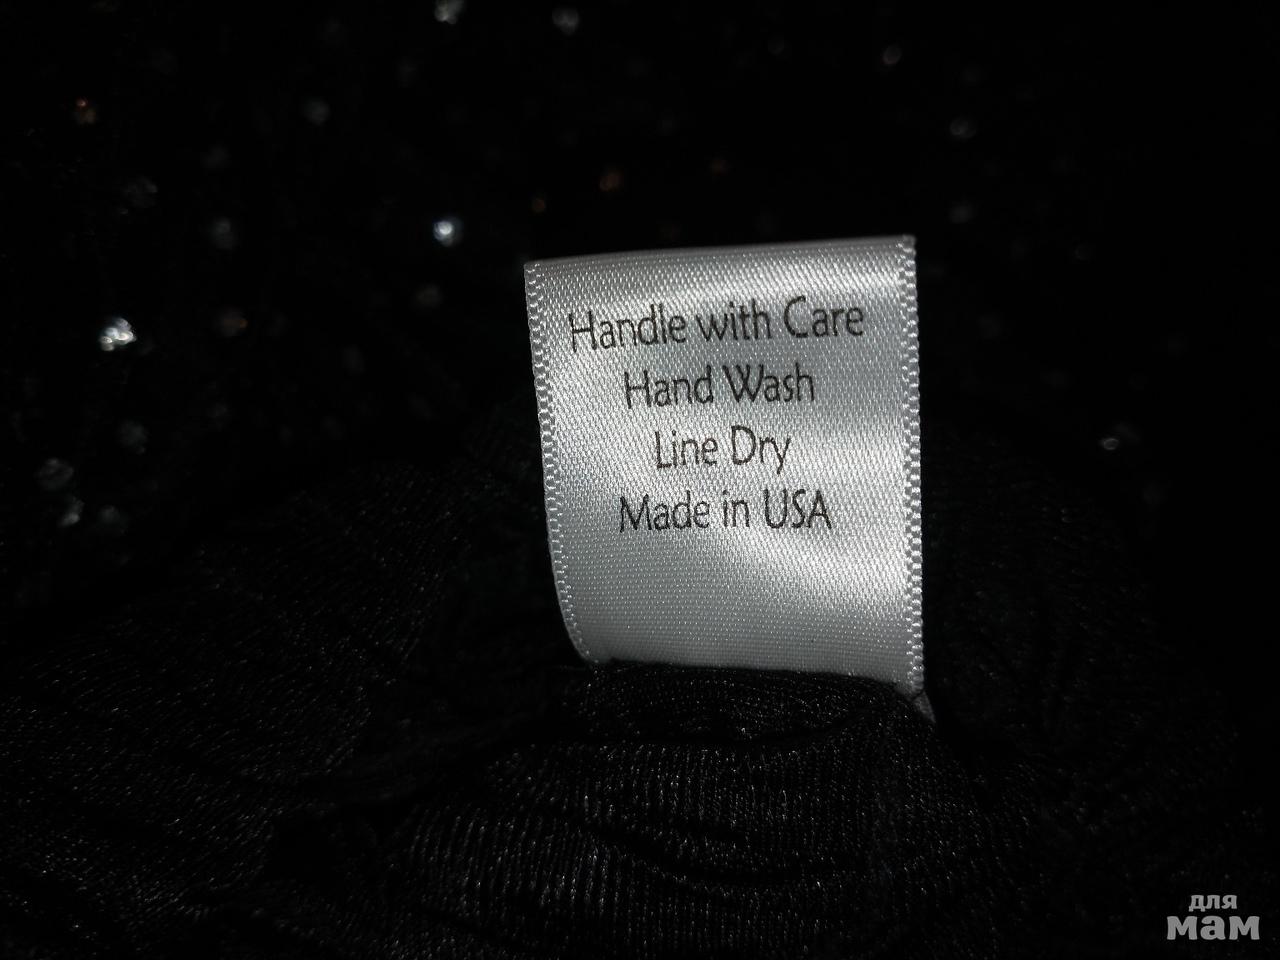 Handle with Care
Hand Wash
Line Dry
Made in USA
для
мам